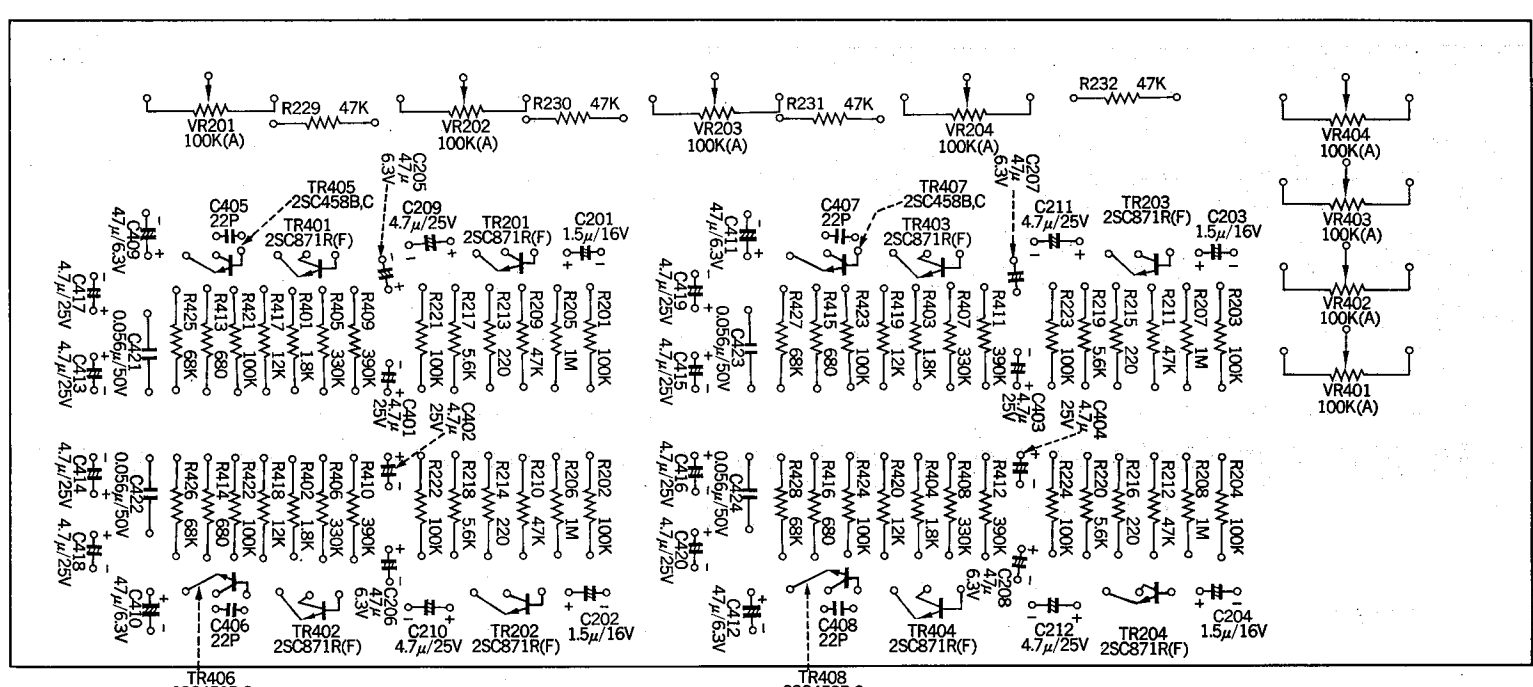 R229 47K
R230 47K
R231 47K
R232 47K
VR201
100K(A)
VR202
100K(A)
VR203
100K(A)
VR204
100K(A)
VR404
100K(A)
VR403
100K(A)
VR402
100K(A)
VR401
100K(A)
C409
47μ/6.3V
C405
22P
TR405
2SC458B,C
TR401
2SC871R(F)
C205
47μ
6.3V
C209
4.7μ/25V
TR201
2SC871R(F)
C201
1.5μ/16V
C411
47μ/6.3V
C407
22P
TR407
2SC458B,C
TR403
2SC871R(F)
C207
47μ
6.3V
C211
4.7μ/25V
TR203
2SC871R(F)
C203
1.5μ/16V
C417
4.7μ/25V
C413
4.7μ/25V
C421
0.056μ/50V
R425 68K
R413 680
R421 100K
R417 12K
R401 1.8K
R405 330K
R409 390K
C401
4.7μ
25V
R221 100K
R217 5.6K
R213 220
R209 47K
R205 1M
R201 100K
C419
4.7μ/25V
C415
4.7μ/25V
C423
0.056μ/50V
R427 68K
R415 680
R423 100K
R419 12K
R403 1.8K
R407 330K
R411 390K
C403
4.7μ
25V
R223 100K
R219 5.6K
R215 220
R211 47K
R207 1M
R203 100K
C402
4.7μ
25V
C404
4.7μ
25V
C414
4.7μ/25V
C418
4.7μ/25V
C422
0.056μ/50V
R426 68K
R414 680
R422 100K
R418 12K
R402 1.8K
R406 330K
R410 390K
R222 100K
R218 5.6K
R214 220
R210 47K
R206 1M
R202 100K
C416
4.7μ/25V
C420
4.7μ/25V
C424
0.056μ/50V
R428 68K
R416 680
R424 100K
R420 12K
R404 1.8K
R408 330K
R412 390K
R224 100K
R220 5.6K
R216 220
R212 47K
R208 1M
R204 100K
C410
47μ/6.3V
C406
22P
TR402
2SC871R(F)
C206
47μ
6.3V
C210
4.7μ/25V
TR202
2SC871R(F)
C202
1.5μ/16V
C412
47μ/6.3V
C408
22P
TR404
2SC871R(F)
C208
47μ
6.3V
C212
4.7μ/25V
TR204
2SC871R(F)
C204
1.5μ/16V
TR406
TR408